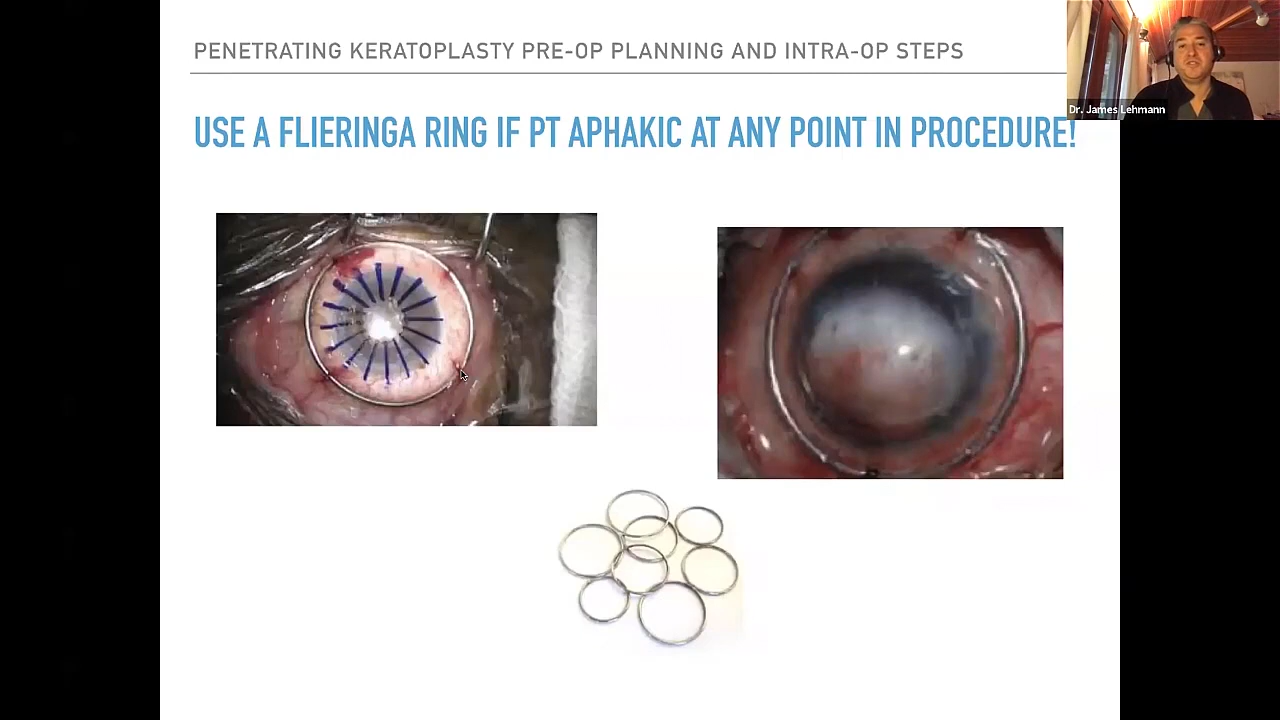 PENETRATING KERATOPLASTY PRE-OP PLANNING AND INTRA-OP STEPS
Dr. James Lehmann
USE A FLIERINGA RING IF PT APHAKIC AT ANY POINT IN PROCEDURE!